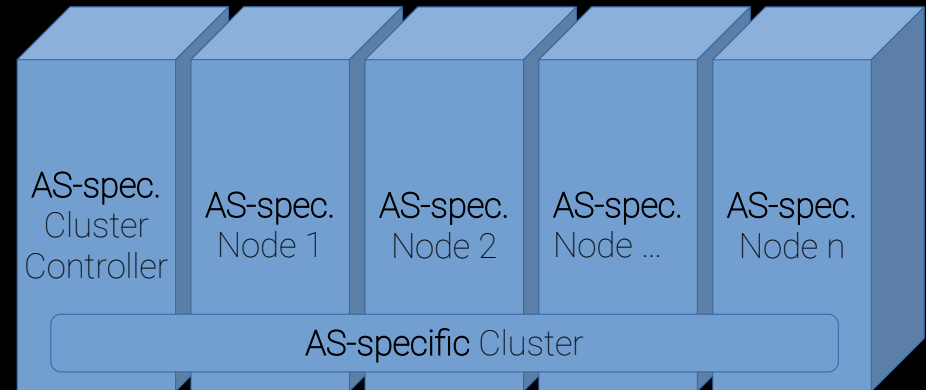 AS-spec.
Cluster
Controller
AS-spec.
Node 1
AS-spec.
Node 2
AS-spec.
Node ...
AS-spec.
Node n
AS-specific Cluster